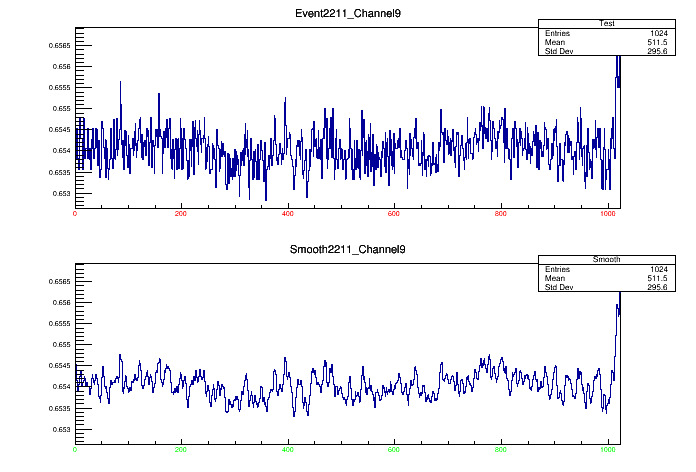 Event2211_Channel9
Test
Entries 1024
Mean 511.5
Std Dev 295.6
0.6565
0.656
0.6555
0.655
0.6545
0.654
0.6535
0.653
0 200 400 600 800 1000
Smooth2211_Channel9
Smooth
Entries 1024
Mean 511.5
Std Dev 295.6
0.6565
0.656
0.6555
0.655
0.6545
0.654
0.6535
0.653
0 200 400 600 800 1000